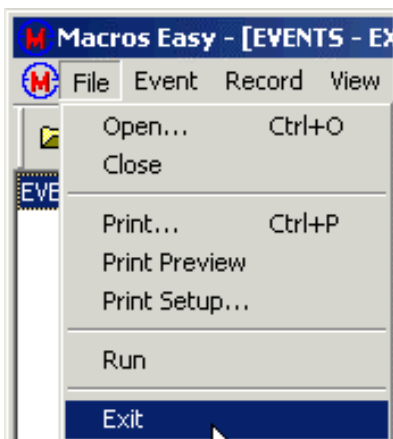 M Macros Easy - [EVENTS - EX
M File Event Record View
Open... Ctrl+O
Close
EVE
Print... Ctrl+P
Print Preview
Print Setup...
Run
Exit